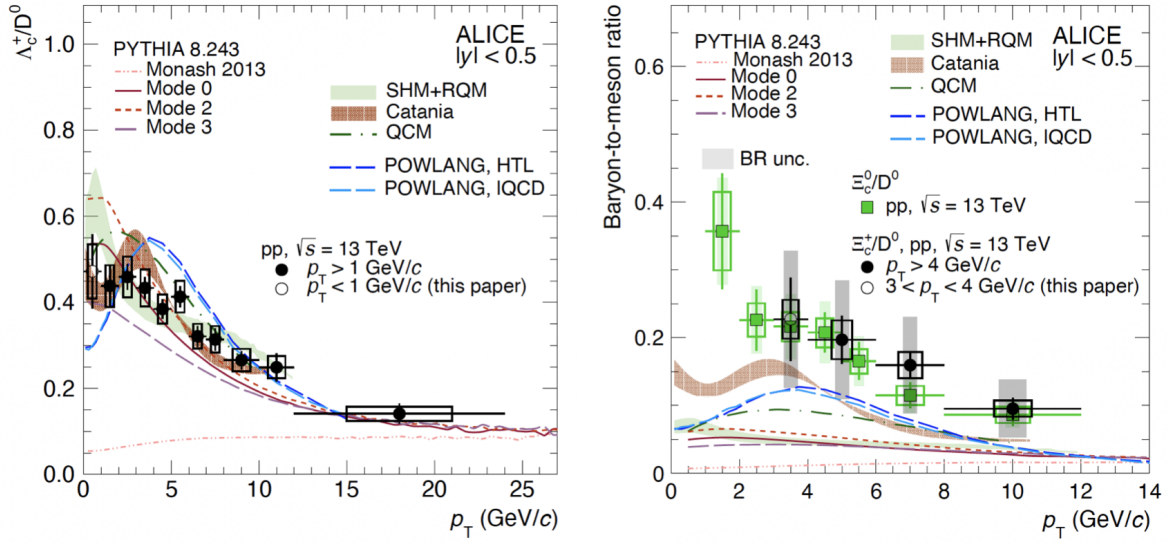 Λc+/D0
1.0
0.8
0.6
0.4
0.2
0.0
PYTHIA 8.243
Monash 2013
Mode 0
Mode 2
Mode 3
ALICE
|y| < 0.5
SHM+RQM
Catania
QCM
POWLANG, HTL
POWLANG, lQCD
pp, √s = 13 TeV
pT > 1 GeV/c
pT < 1 GeV/c (this paper)
0 5 10 15 20 25
pT (GeV/c)
Baryon-to-meson ratio
0.6
0.4
0.2
0
PYTHIA 8.243
Monash 2013
Mode 0
Mode 2
Mode 3
SHM+RQM
Catania
QCM
POWLANG, HTL
POWLANG, lQCD
ALICE
|y| < 0.5
BR unc.
Ξc0/D0
pp, √s = 13 TeV
Ξc+/D0, pp, √s = 13 TeV
pT > 4 GeV/c
3 < pT < 4 GeV/c (this paper)
0 2 4 6 8 10 12 14
pT (GeV/c)